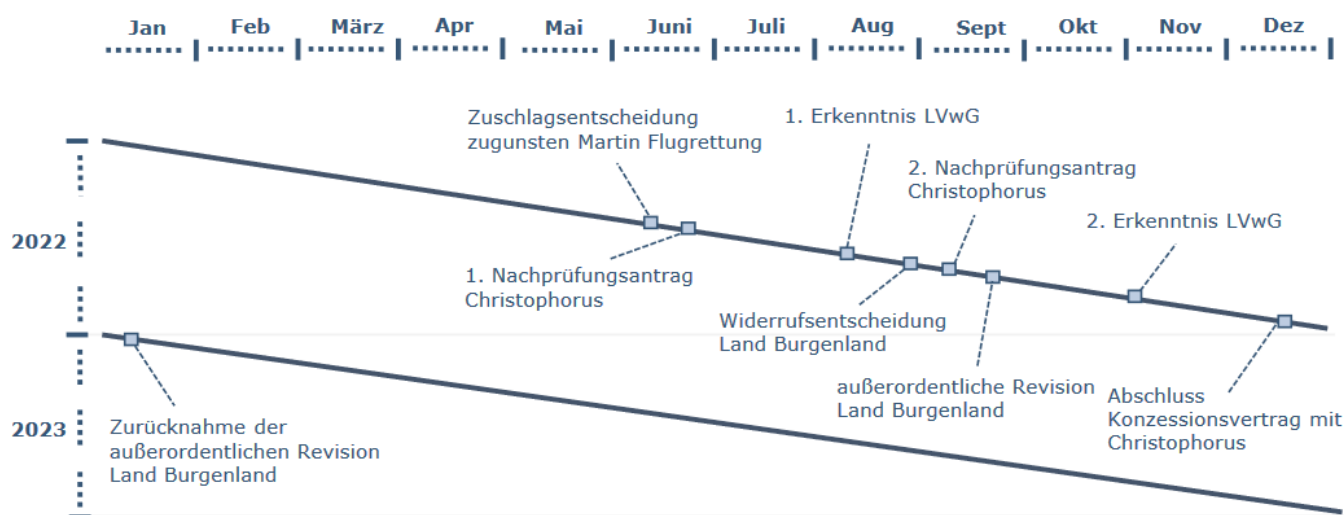 Jan Feb März Apr Mai Juni Juli Aug Sept Okt Nov Dez
Zuschlagsentscheidung
zugunsten Martin Flugrettung
1. Erkenntnis LVwG
2. Nachprüfungsantrag
Christophorus
2. Erkenntnis LVwG
2022
1. Nachprüfungsantrag
Christophorus
Widerrufsentscheidung
Land Burgenland
außerordentliche Revision
Land Burgenland
Abschluss
Konzessionsvertrag mit
Christophorus
2023
Zurücknahme der
außerordentlichen Revision
Land Burgenland